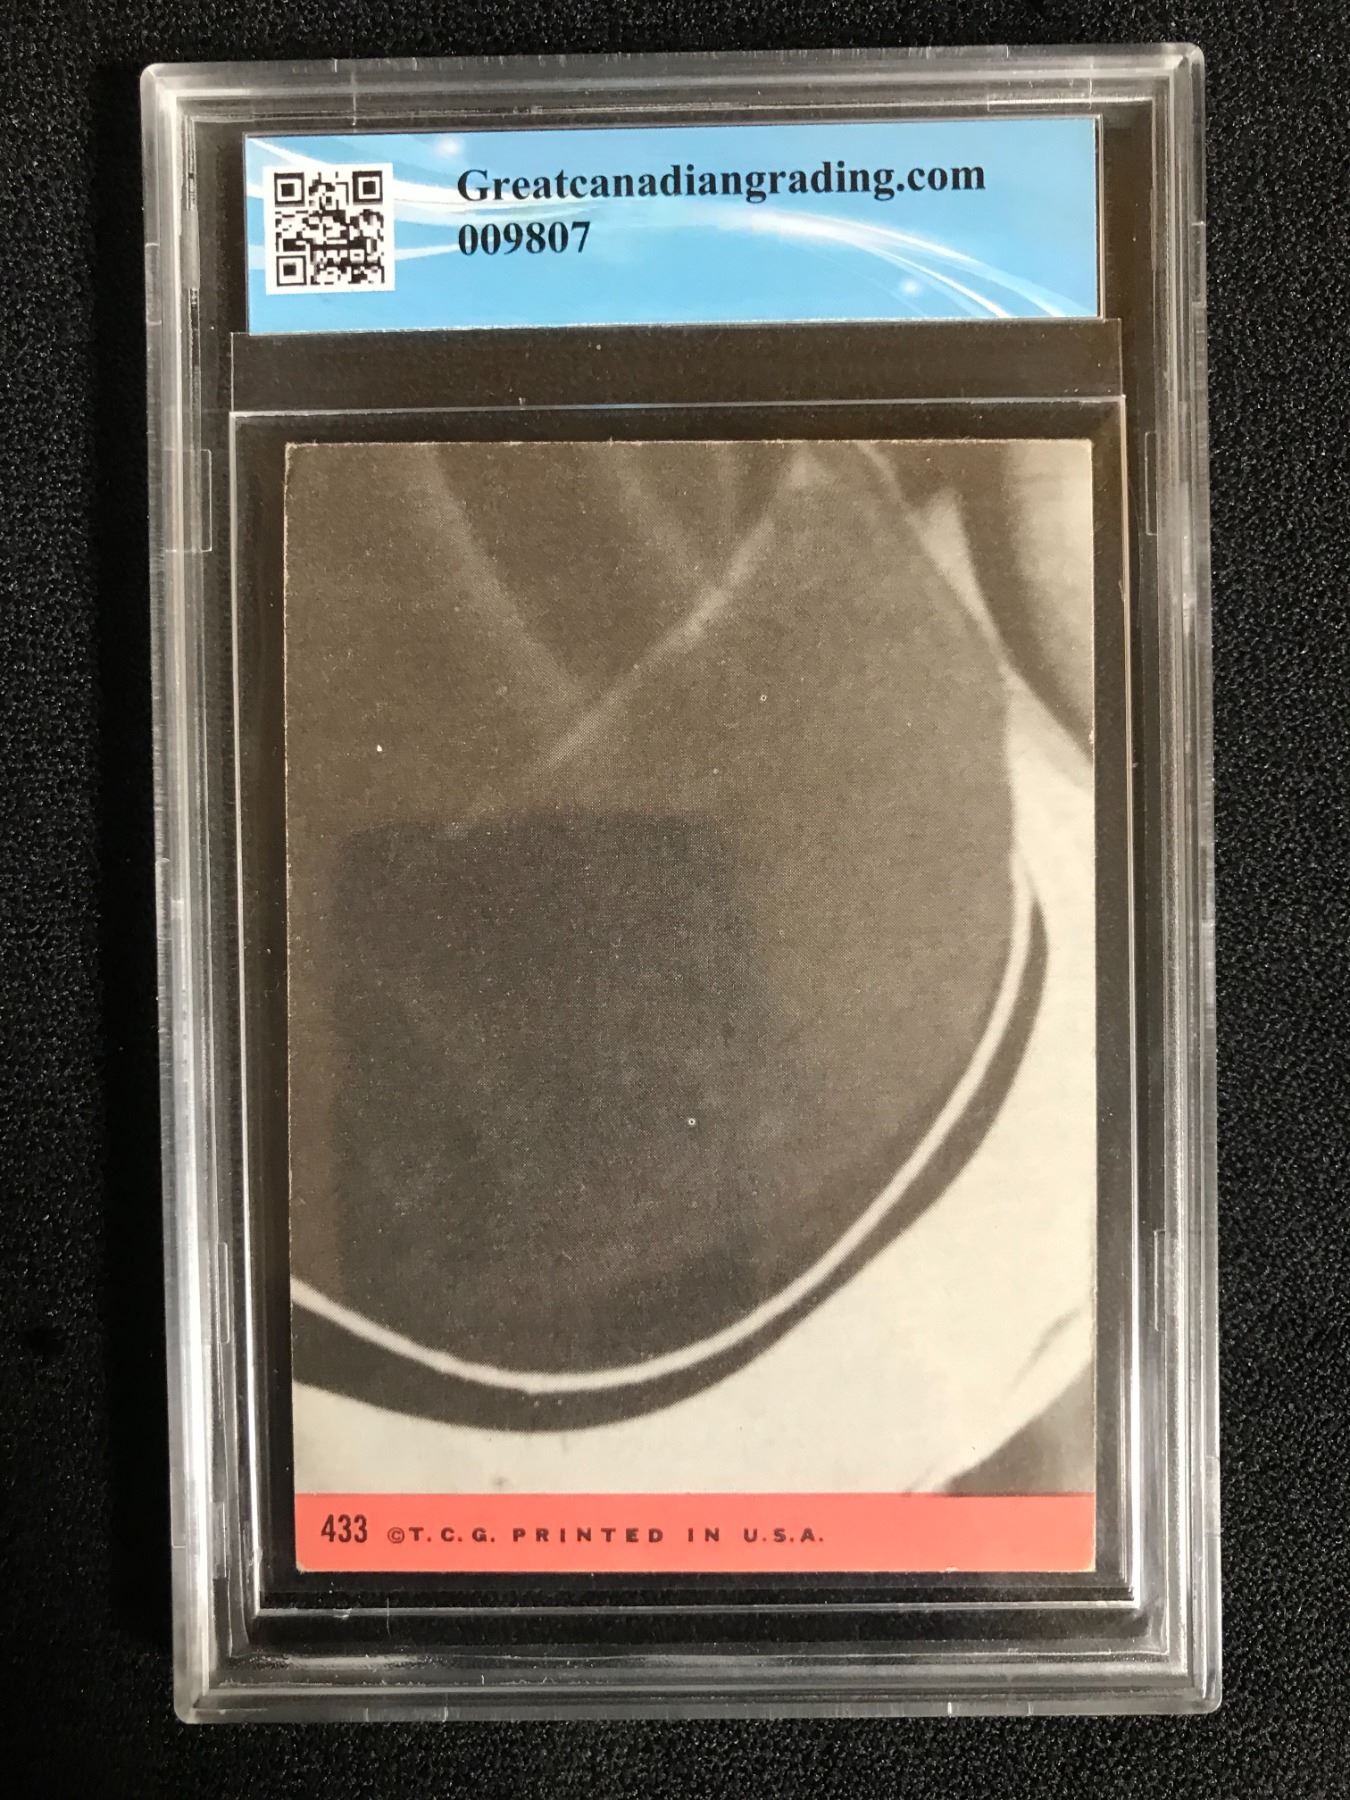 Greatcanadiangrading.com
009807
433 ©T.C.G. PRINTED IN U.S.A.